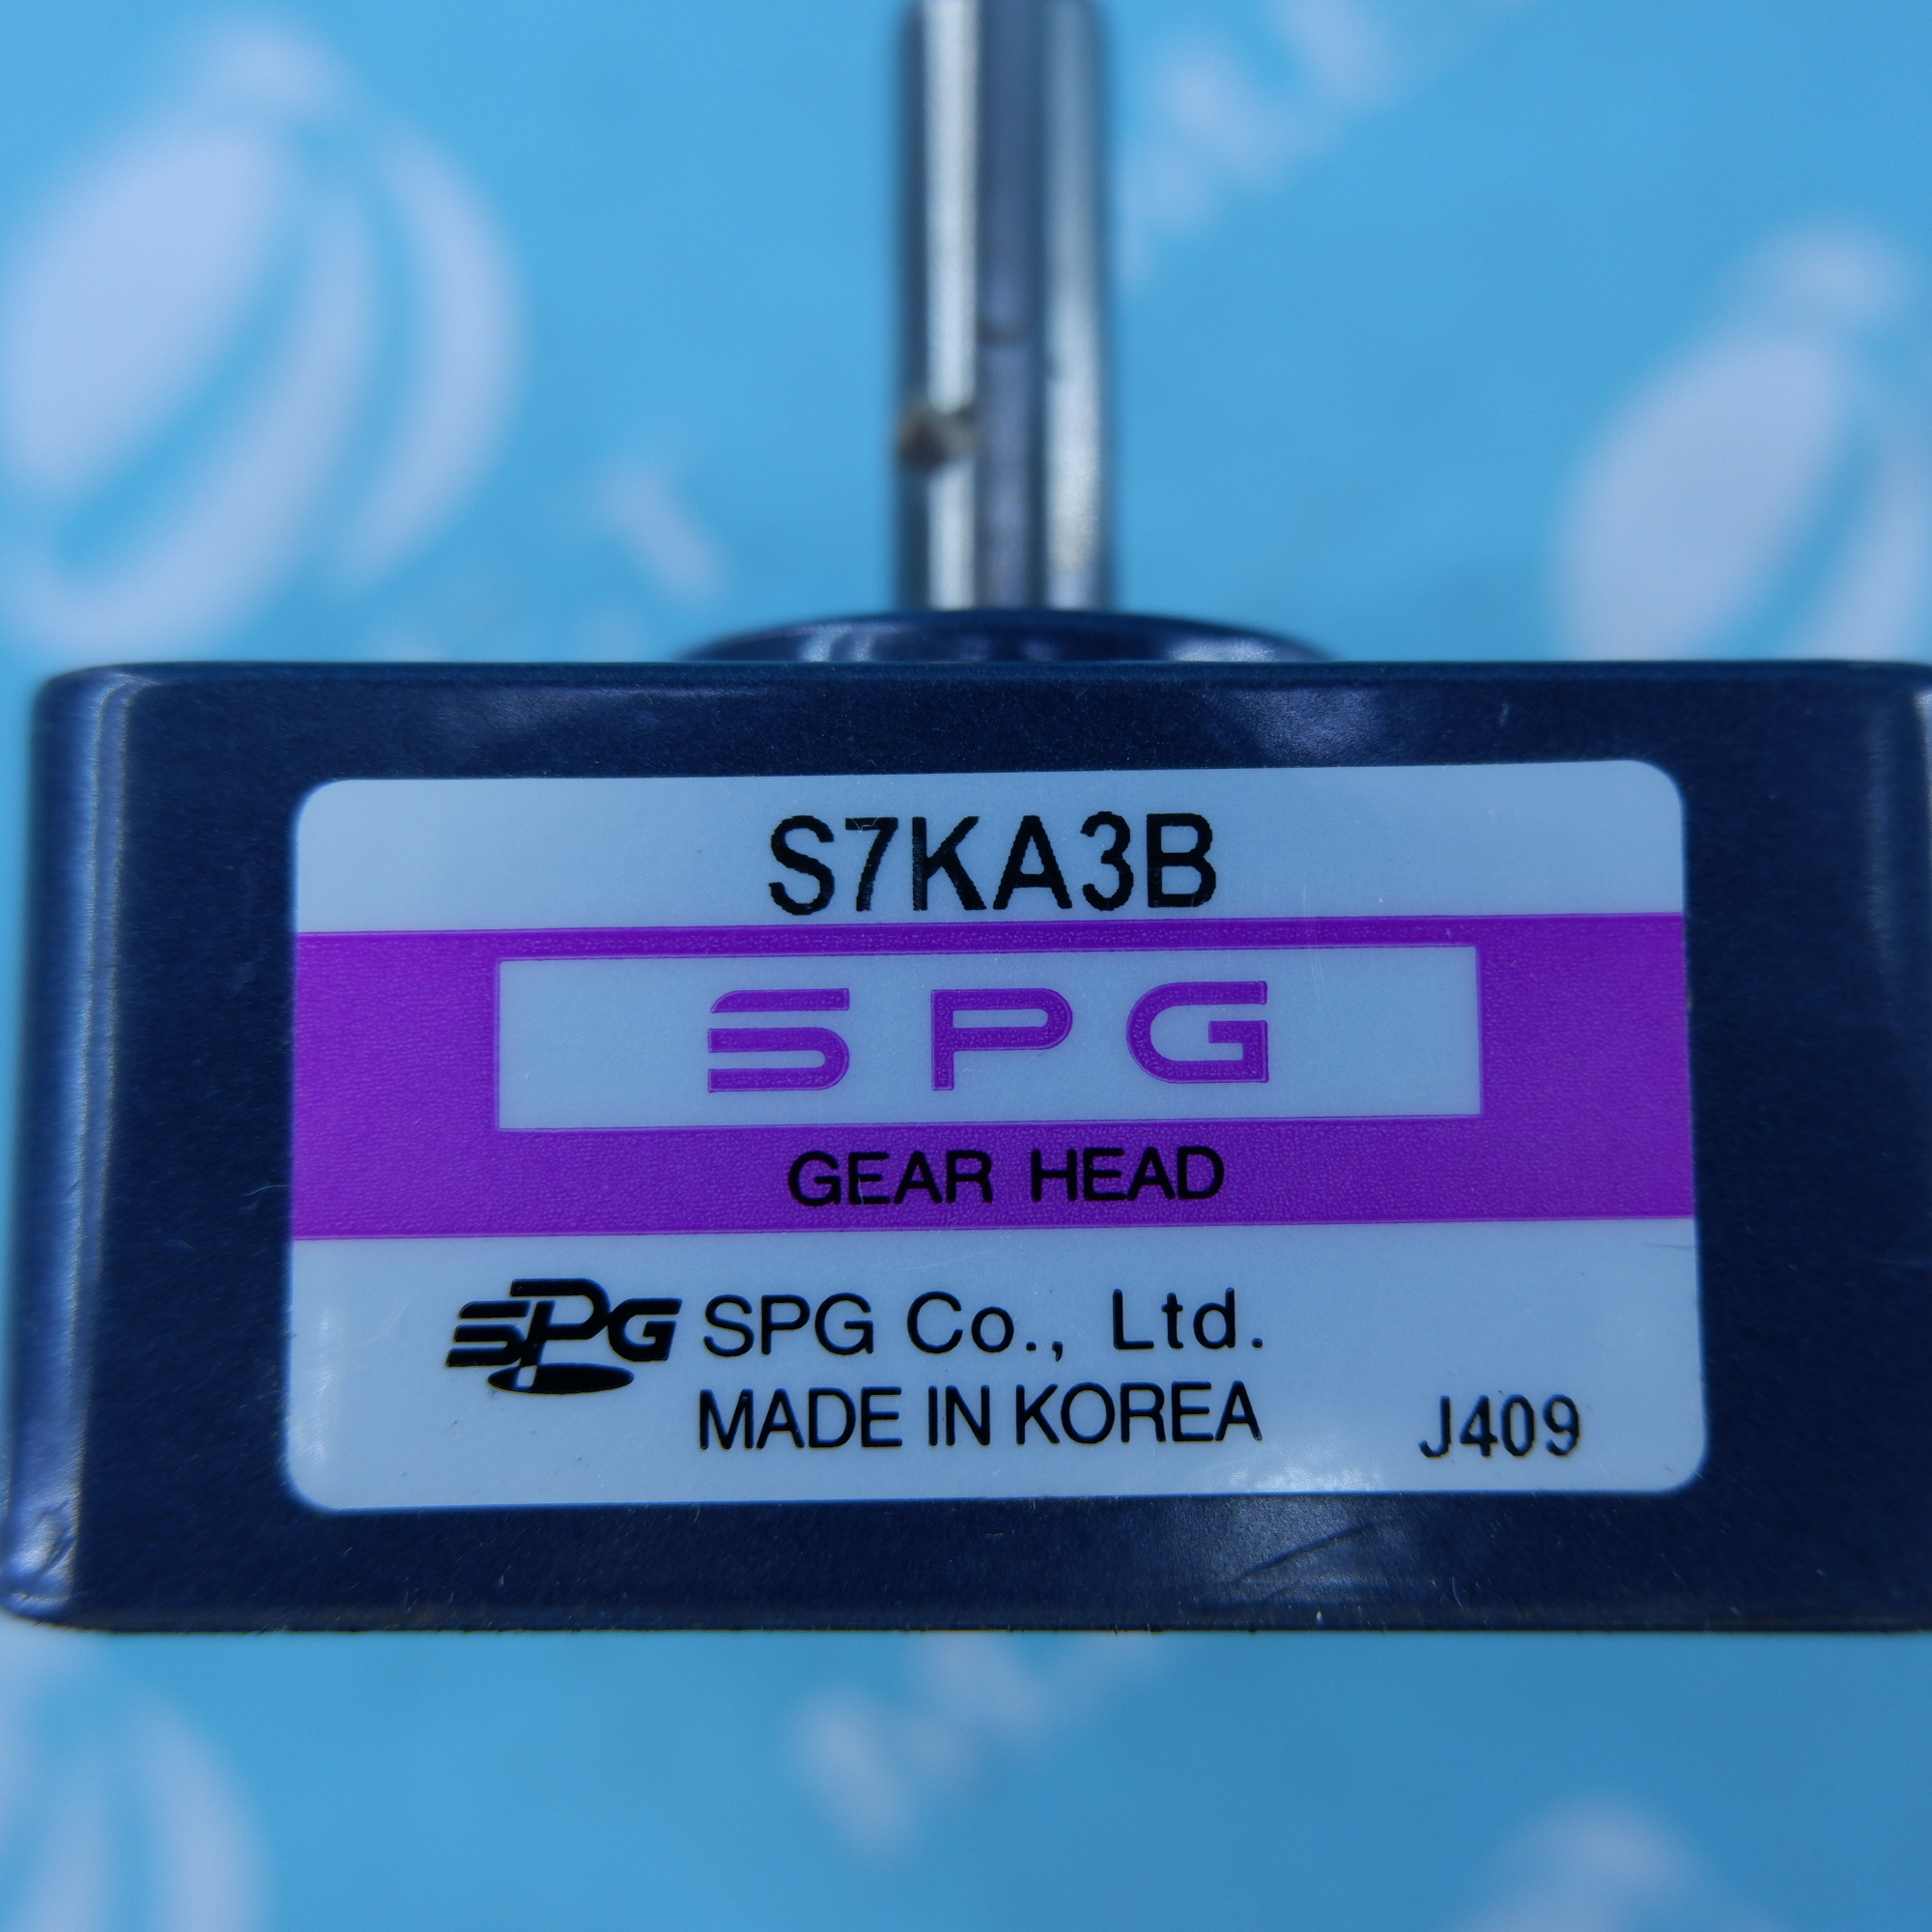 S7KA3B
SPG
GEAR HEAD
SPG SPG Co., Ltd.
MADE IN KOREA
J409